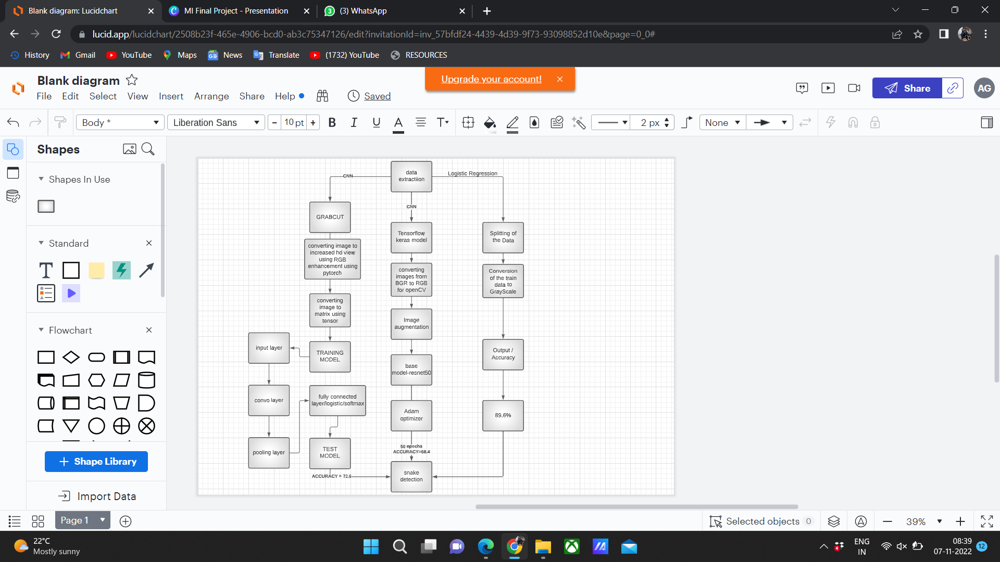 Blank diagram: Lucidchart
MI Final Project - Presentation
(3) WhatsApp
lucid.app/lucidchart/2508b23f-465e-4906-bcd0-ab3c75347126/edit?invitationId=inv_57bfdf24-4439-4d39-9f73-93098852d10e&page=0_0#
History
Gmail
YouTube
Maps
News
Translate
(1732) YouTube
RESOURCES
Blank diagram
Upgrade your account!
File
Edit
Select
View
Insert
Arrange
Share
Help
Saved
Share
AG
Body *
Liberation Sans
10 pt
B
I
U
A
T
2 px
None
Shapes
Shapes In Use
Standard
T
Flowchart
Shape Library
Import Data
CNN
data
extractiion
Logistic Regression
CNN
GRABCUT
converting image to
increased hd view
using RGB
enhancement using
pytorch
converting
image to
matrix using
tensor
TRAINING
MODEL
input layer
convo layer
pooling layer
fully connected
layer/logistic/softmax
TEST
MODEL
ACCURACY = 72.6
Tensorflow
keras model
converting
images from
BGR to RGB
for openCV
Image
augmentation
base
model-resnet50
Adam
optimizer
50 epochs
ACCURACY=68.4
snake
detection
Splitting of
the Data
Conversion
of the train
data to
GrayScale
Output /
Accuracy
89.6%
Page 1
Selected objects 0
39%
22°C
Mostly sunny
4
ENG
IN
08:39
07-11-2022
12